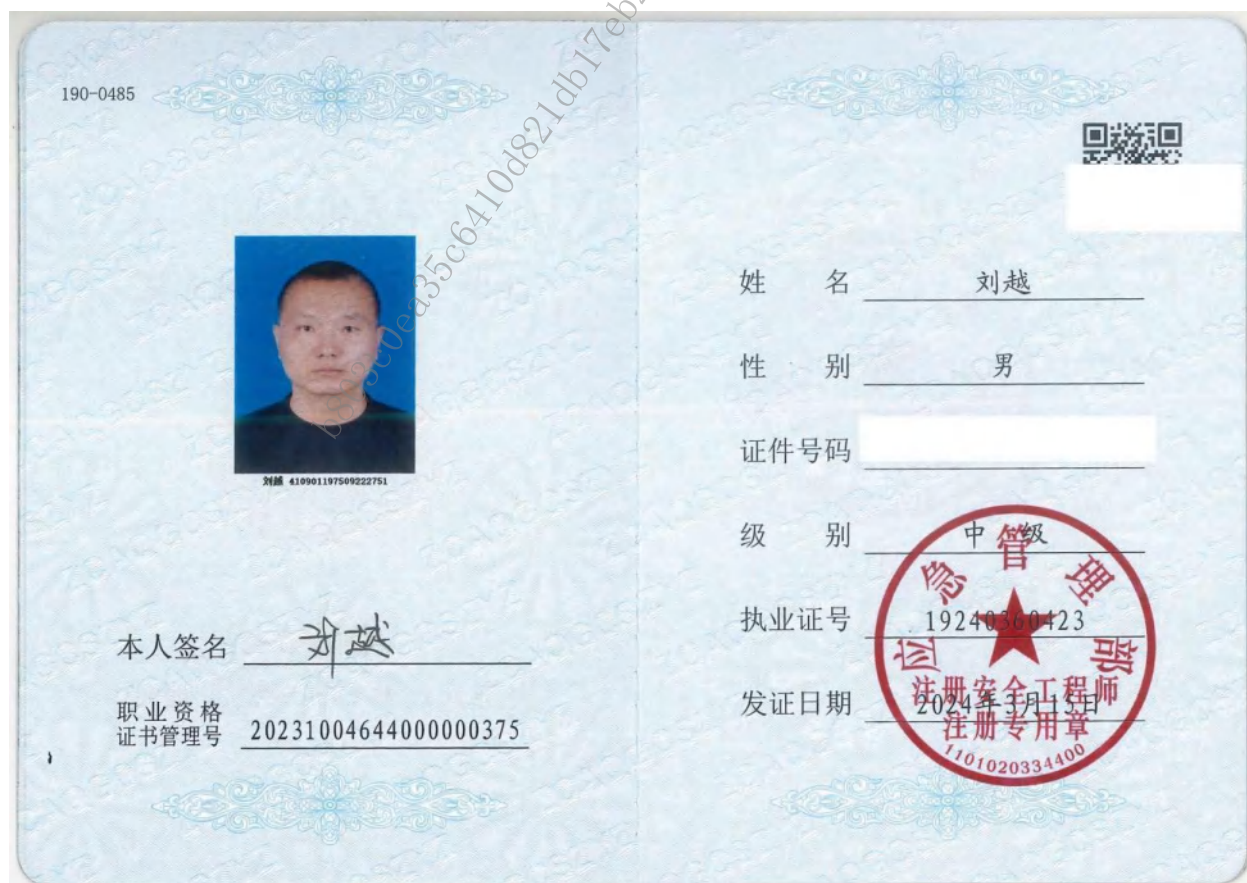 190-0485
刘越 410901197509222751
本人签名 刘越
职业资格
证书管理号 20231004644000000375
姓 名 刘越
性 别 男
证件号码
级 别 中级
执业证号 19240360423
发证日期 2024年3月15日
应急管理部
注册安全工程师
注册专用章
1101020334400